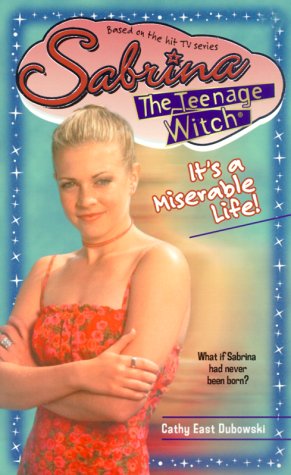 Based on the hit TV series
Sabrina
The Teenage
Witch®
It's a
Miserable
Life!
What if Sabrina
had never
been born?
Cathy East Dubowski